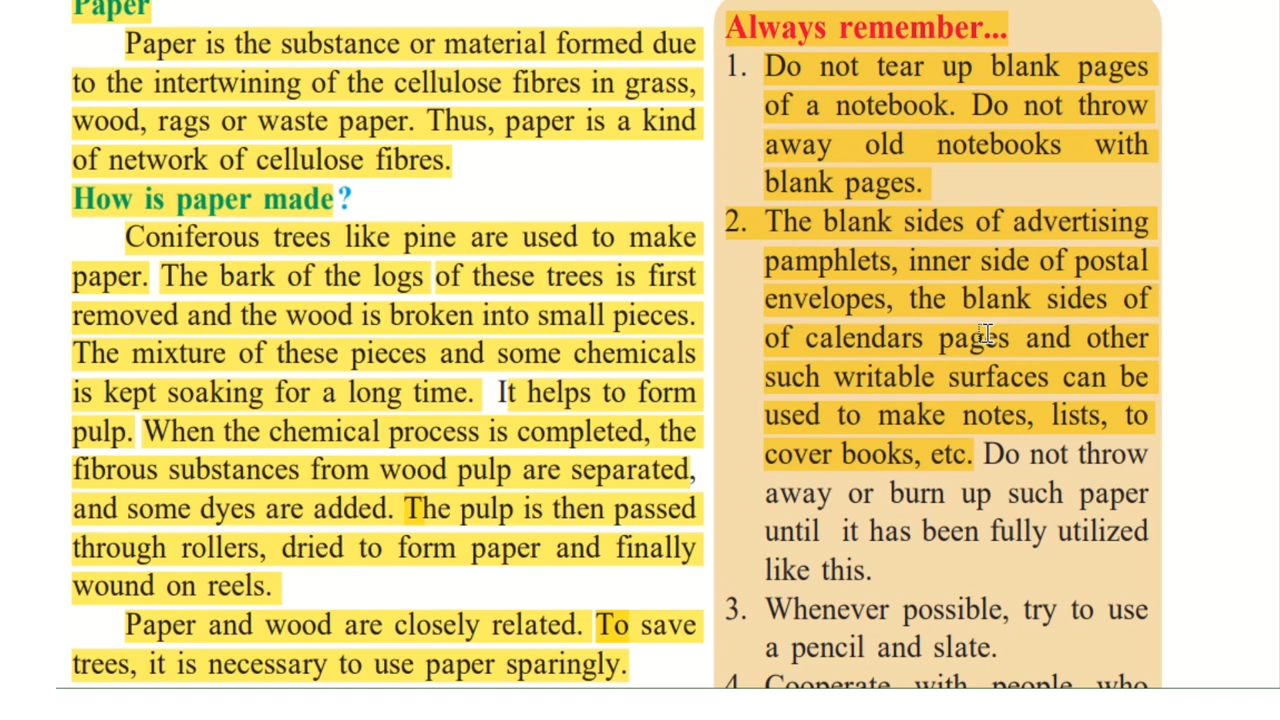 Paper
Paper is the substance or material formed due
to the intertwining of the cellulose fibres in grass,
wood, rags or waste paper. Thus, paper is a kind
of network of cellulose fibres.
How is paper made ?
Coniferous trees like pine are used to make
paper. The bark of the logs of these trees is first
removed and the wood is broken into small pieces.
The mixture of these pieces and some chemicals
is kept soaking for a long time. It helps to form
pulp. When the chemical process is completed, the
fibrous substances from wood pulp are separated,
and some dyes are added. The pulp is then passed
through rollers, dried to form paper and finally
wound on reels.
Paper and wood are closely related. To save
trees, it is necessary to use paper sparingly.
Always remember...
1. Do not tear up blank pages
of a notebook. Do not throw
away old notebooks with
blank pages.
2. The blank sides of advertising
pamphlets, inner side of postal
envelopes, the blank sides of
of calendars pages and other
such writable surfaces can be
used to make notes, lists, to
cover books, etc. Do not throw
away or burn up such paper
until it has been fully utilized
like this.
3. Whenever possible, try to use
a pencil and slate.
4. Cooperate with people who